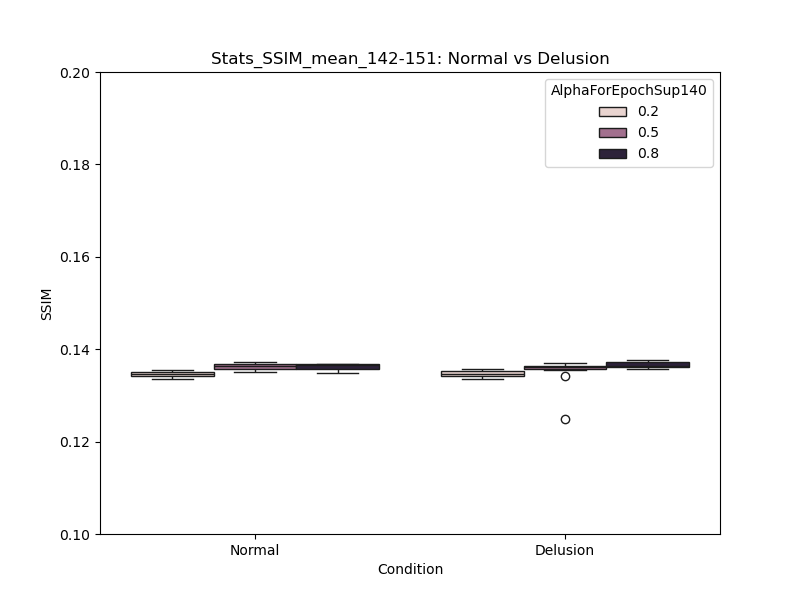 Stats_SSIM_mean_142-151: Normal vs Delusion
AlphaForEpochSup140
0.2
0.5
0.8
SSIM
0.20
0.18
0.16
0.14
0.12
0.10
Normal
Delusion
Condition